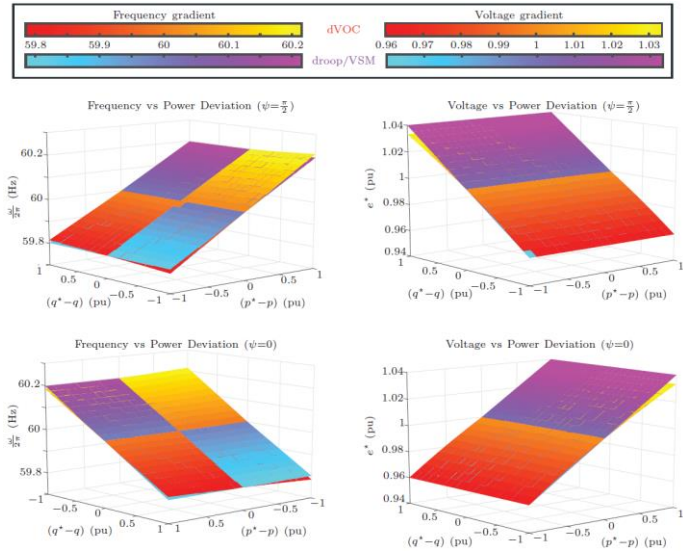 Frequency gradient Voltage gradient
dVOC
59.8 59.9 60 60.1 60.2 0.96 0.97 0.98 0.99 1 1.01 1.02 1.03
droop/VSM
Frequency vs Power Deviation (ψ=π/2)
60.2
60
59.8
ω/2π (Hz)
1 0.5 0 −0.5 −1
(q*−q) (pu)
−1 −0.5 0 0.5 1
(p*−p) (pu)
Voltage vs Power Deviation (ψ=π/2)
1.04
1.02
1
0.98
0.96
0.94
e* (pu)
1 0.5 0 −0.5 −1
(q*−q) (pu)
−1 −0.5 0 0.5 1
(p*−p) (pu)
Frequency vs Power Deviation (ψ=0)
60.2
60
59.8
ω/2π (Hz)
−1 −0.5 0 0.5 1
(q*−q) (pu)
1 0.5 0 −0.5 −1
(p*−p) (pu)
Voltage vs Power Deviation (ψ=0)
1.04
1.02
1
0.98
0.96
0.94
e* (pu)
1 0.5 0 −0.5 −1
(q*−q) (pu)
−1 −0.5 0 0.5 1
(p*−p) (pu)